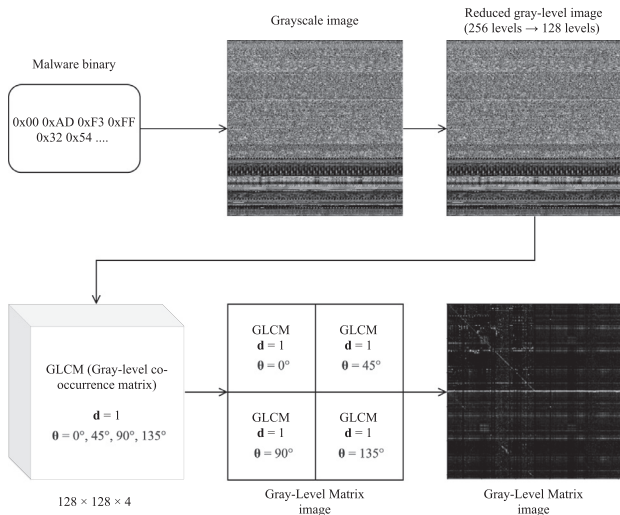 Malware binary
0x00 0xAD 0xF3 0xFF
0x32 0x54 ....
Grayscale image
Reduced gray-level image
(256 levels → 128 levels)
GLCM (Gray-level co-
occurrence matrix)
d = 1
θ = 0°, 45°, 90°, 135°
128 × 128 × 4
GLCM
d = 1
θ = 0°
GLCM
d = 1
θ = 45°
GLCM
d = 1
θ = 90°
GLCM
d = 1
θ = 135°
Gray-Level Matrix
image
Gray-Level Matrix
image